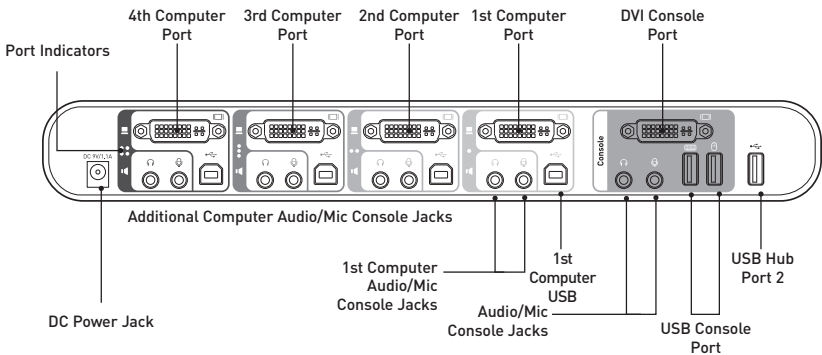 4th Computer
Port
3rd Computer
Port
2nd Computer
Port
1st Computer
Port
DVI Console
Port
Port Indicators
DC 9V/1.1A
Console
Additional Computer Audio/Mic Console Jacks
1st Computer
Audio/Mic
Console Jacks
1st
Computer
USB
USB Hub
Port 2
DC Power Jack
Audio/Mic
Console Jacks
USB Console
Port